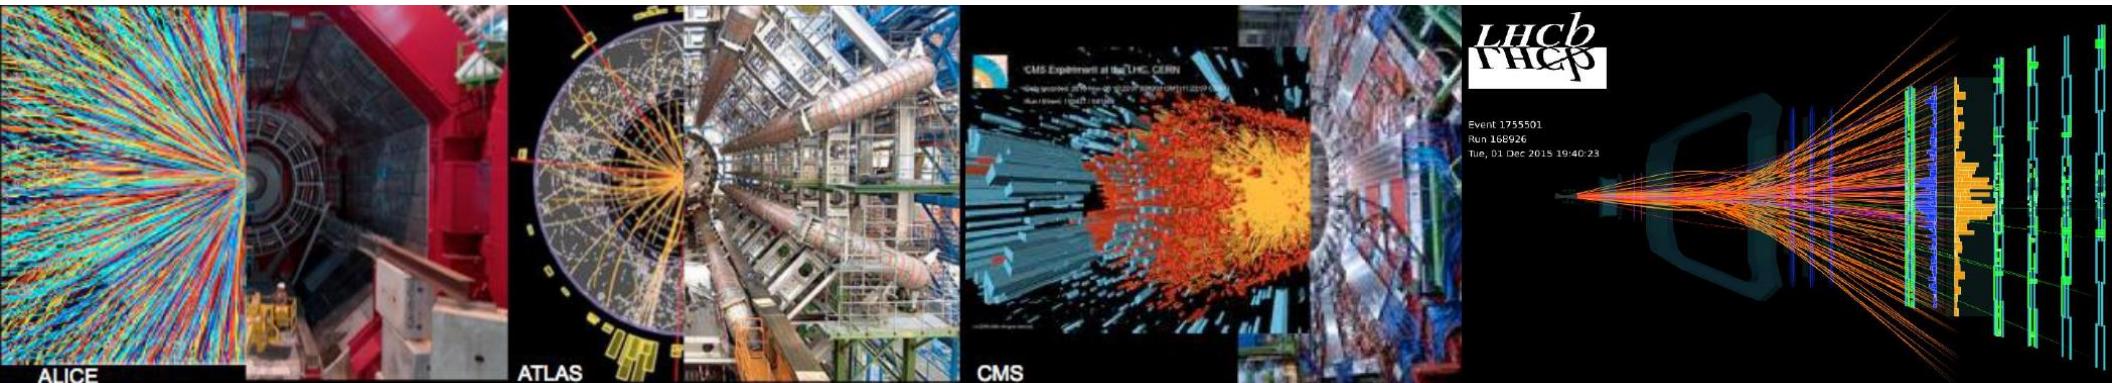 ALICE
ATLAS
CMS Experiment at the LHC, CERN
CMS
LHCb
Event 1755501
Run 168926
Tue, 01 Dec 2015 19:40:23